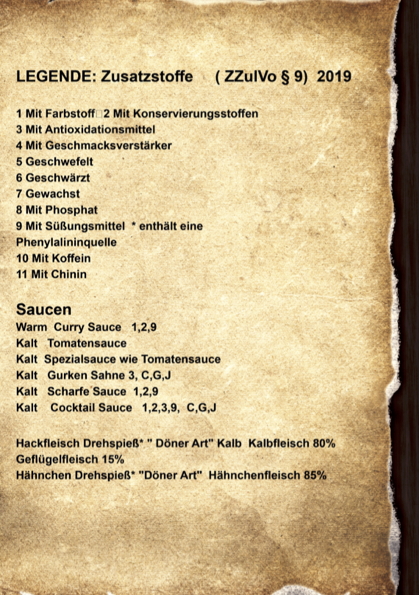 LEGENDE: Zusatzstoffe ( ZZulVo § 9) 2019
1 Mit Farbstoff 2 Mit Konservierungsstoffen
3 Mit Antioxidationsmittel
4 Mit Geschmacksverstärker
5 Geschwefelt
6 Geschwärzt
7 Gewachst
8 Mit Phosphat
9 Mit Süßungsmittel * enthält eine
Phenylalininquelle
10 Mit Koffein
11 Mit Chinin
Saucen
Warm Curry Sauce 1,2,9
Kalt Tomatensauce
Kalt Spezialsauce wie Tomatensauce
Kalt Gurken Sahne 3, C,G,J
Kalt Scharfe Sauce 1,2,9
Kalt Cocktail Sauce 1,2,3,9, C,G,J
Hackfleisch Drehspieß* " Döner Art" Kalb Kalbfleisch 80%
Geflügelfleisch 15%
Hähnchen Drehspieß* "Döner Art" Hähnchenfleisch 85%